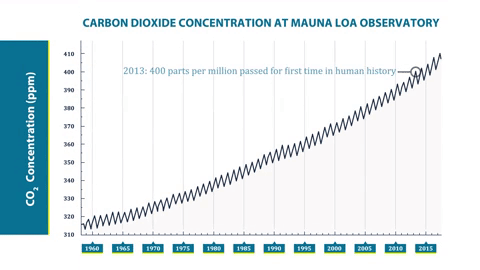 CARBON DIOXIDE CONCENTRATION AT MAUNA LOA OBSERVATORY
CO2 Concentration (ppm)
410
400
390
380
370
360
350
340
330
320
310
2013: 400 parts per million passed for first time in human history
1960 1965 1970 1975 1980 1985 1990 1995 2000 2005 2010 2015